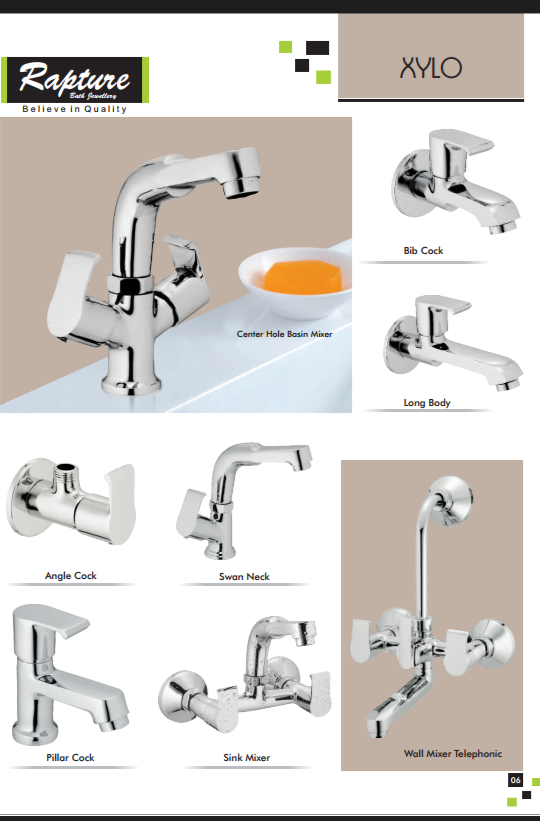 XYLO
Rapture
Bath Jewellery
Believe in Quality
Bib Cock
Center Hole Basin Mixer
Long Body
Angle Cock
Swan Neck
Pillar Cock
Sink Mixer
Wall Mixer Telephonic
06